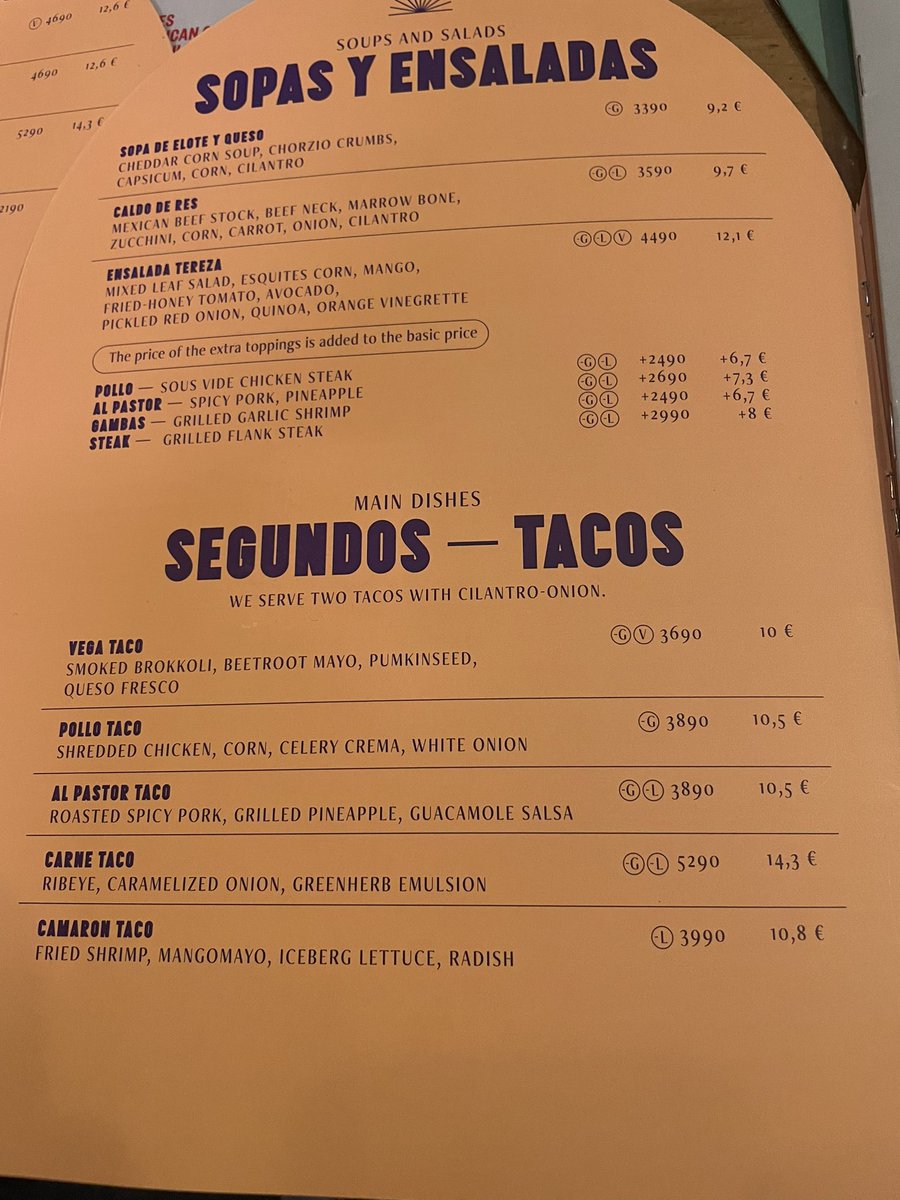 V 4690 12,6 €
4690 12,6 €
5290 14,3 €
2190
SOUPS AND SALADS
SOPAS Y ENSALADAS
SOPA DE ELOTE Y QUESO -G 3390 9,2 €
CHEDDAR CORN SOUP, CHORZIO CRUMBS,
CAPSICUM, CORN, CILANTRO
CALDO DE RES -G -L 3590 9,7 €
MEXICAN BEEF STOCK, BEEF NECK, MARROW BONE,
ZUCCHINI, CORN, CARROT, ONION, CILANTRO
ENSALADA TEREZA -G -L V 4490 12,1 €
MIXED LEAF SALAD, ESQUITES CORN, MANGO,
FRIED-HONEY TOMATO, AVOCADO,
PICKLED RED ONION, QUINOA, ORANGE VINEGRETTE
The price of the extra toppings is added to the basic price
POLLO — SOUS VIDE CHICKEN STEAK -G -L +2490 +6,7 €
AL PASTOR — SPICY PORK, PINEAPPLE -G -L +2690 +7,3 €
GAMBAS — GRILLED GARLIC SHRIMP -G -L +2490 +6,7 €
STEAK — GRILLED FLANK STEAK -G -L +2990 +8 €
MAIN DISHES
SEGUNDOS — TACOS
WE SERVE TWO TACOS WITH CILANTRO-ONION.
VEGA TACO -G V 3690 10 €
SMOKED BROKKOLI, BEETROOT MAYO, PUMKINSEED,
QUESO FRESCO
POLLO TACO -G 3890 10,5 €
SHREDDED CHICKEN, CORN, CELERY CREMA, WHITE ONION
AL PASTOR TACO -G -L 3890 10,5 €
ROASTED SPICY PORK, GRILLED PINEAPPLE, GUACAMOLE SALSA
CARNE TACO -G -L 5290 14,3 €
RIBEYE, CARAMELIZED ONION, GREENHERB EMULSION
CAMARON TACO -L 3990 10,8 €
FRIED SHRIMP, MANGOMAYO, ICEBERG LETTUCE, RADISH